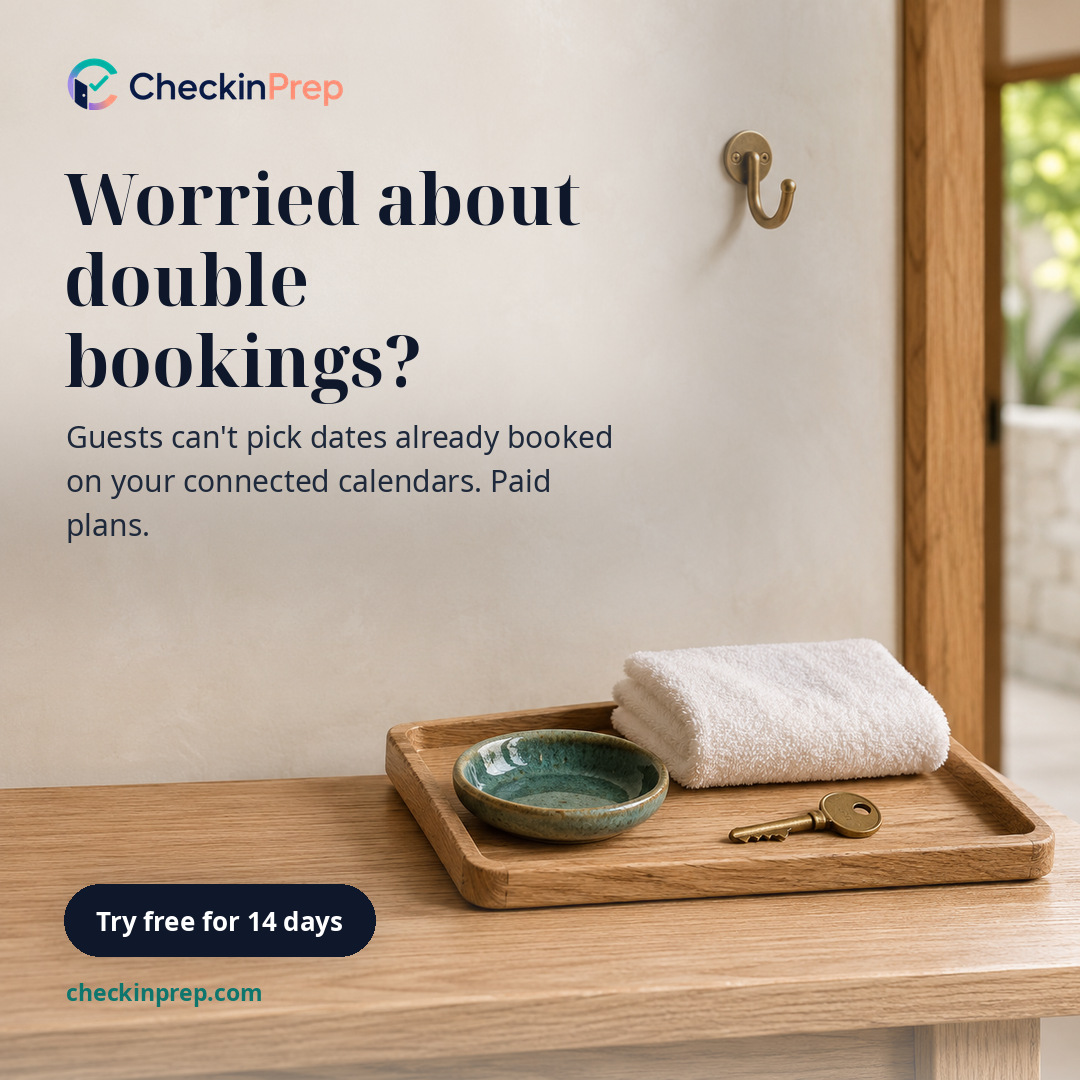 CheckinPrep
Worried about
double
bookings?
Guests can't pick dates already booked
on your connected calendars. Paid
plans.
Try free for 14 days
checkinprep.com